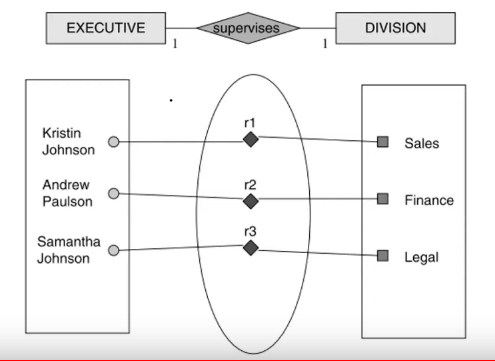 EXECUTIVE
supervises
DIVISION
1
1
Kristin
Johnson
r1
Sales
Andrew
Paulson
r2
Finance
Samantha
Johnson
r3
Legal